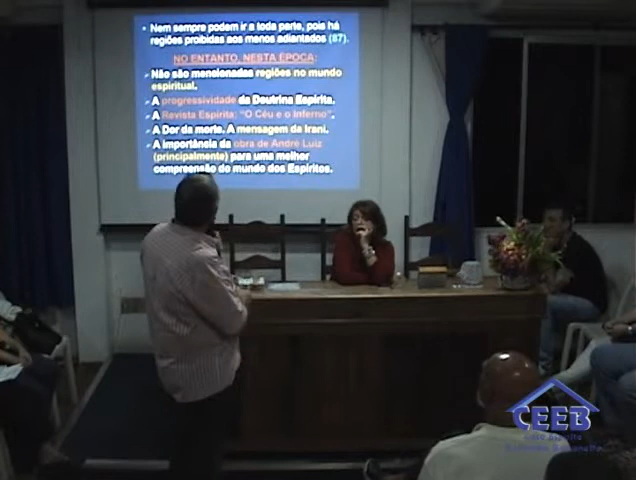 • Nem sempre podem ir a toda parte, pois há
regiões proibidas aos menos adiantados (87).
NO ENTANTO, NESTA ÉPOCA:
Não são mencionadas regiões no mundo
espiritual.
A progressividade da Doutrina Espírita.
A Revista Espírita; "O Céu e o Inferno".
A Dor da morte. A mensagem da Irani.
A importância da obra de André Luiz
(principalmente) para uma melhor
compreensão do mundo dos Espíritos.
CEEB